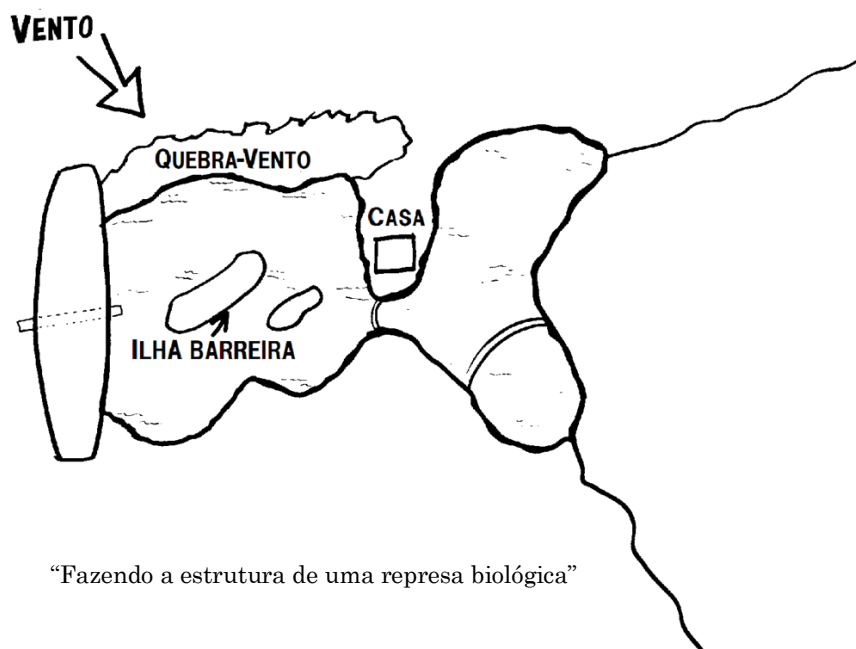 VENTO
QUEBRA-VENTO
CASA
ILHA BARREIRA
“Fazendo a estrutura de uma represa biológica”